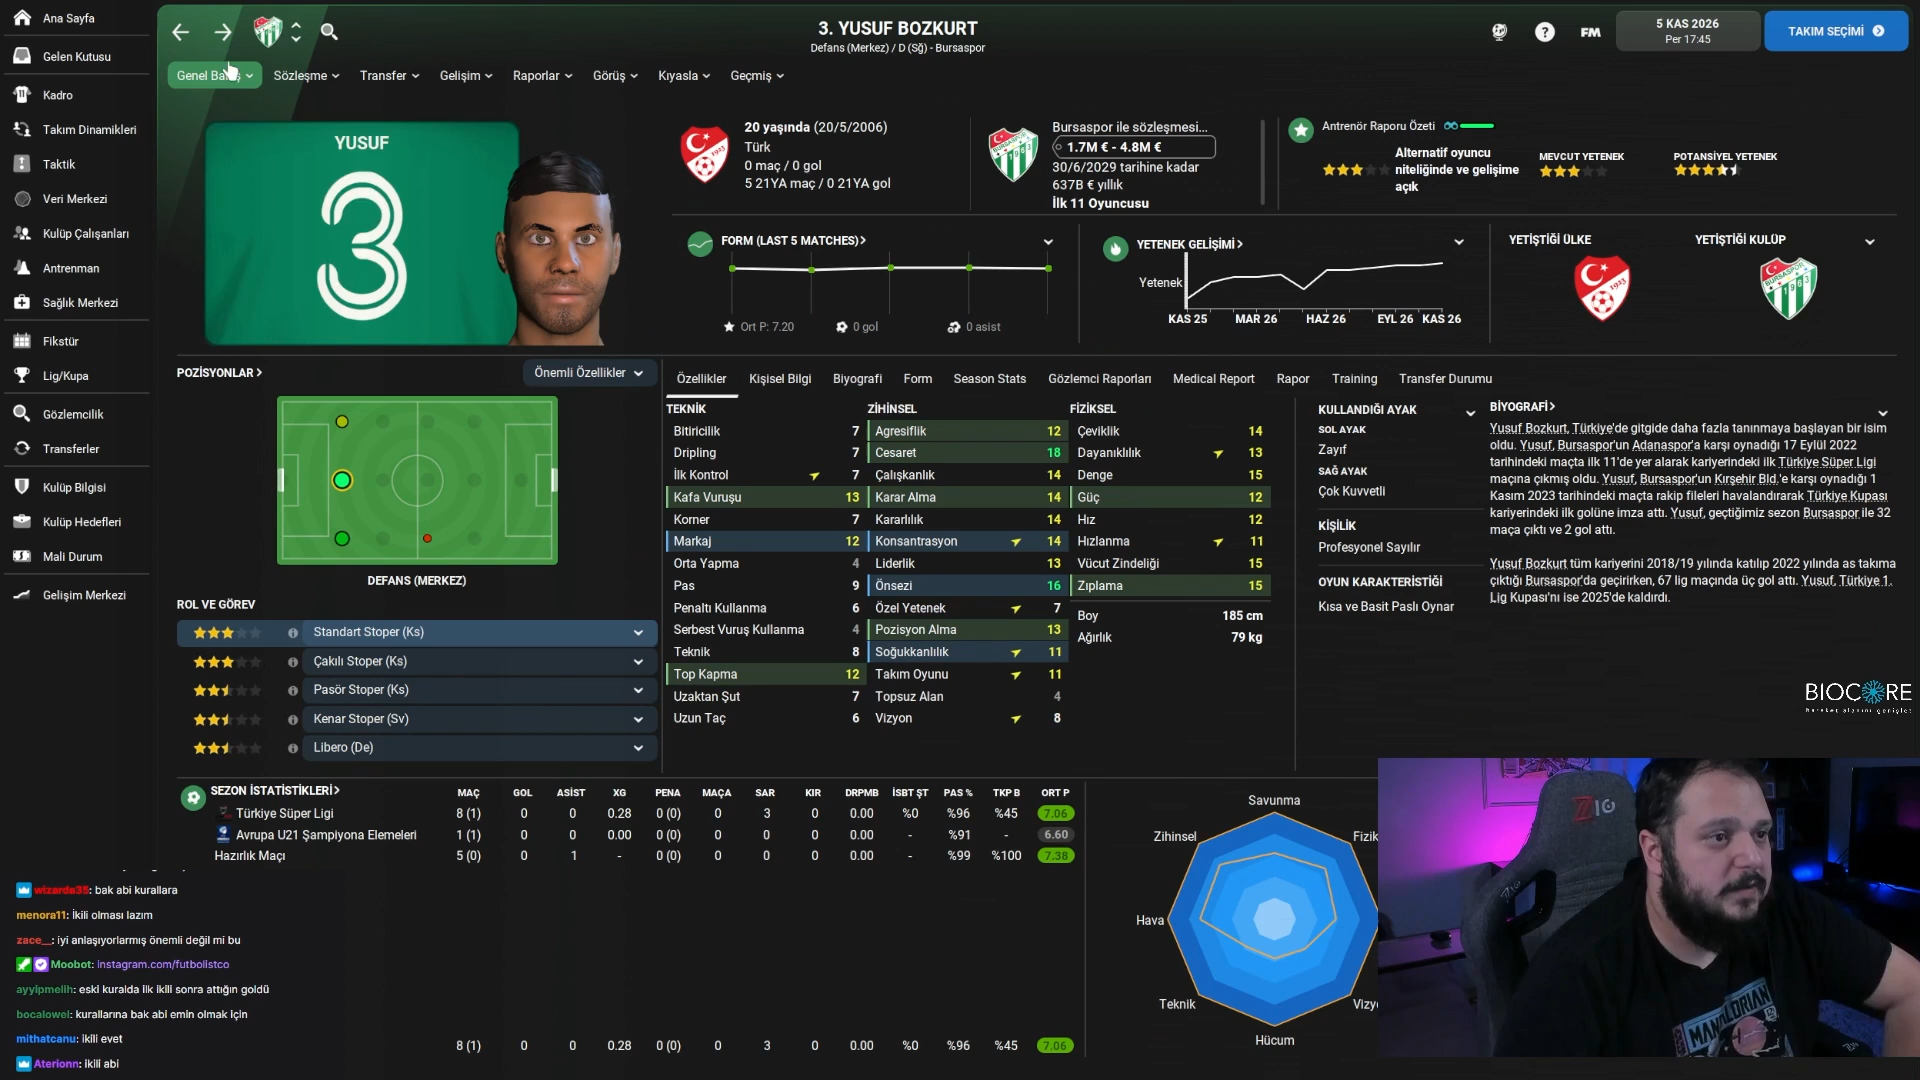 Ana Sayfa
Gelen Kutusu
Kadro
Takım Dinamikleri
Taktik
Veri Merkezi
Kulüp Çalışanları
Antrenman
Sağlık Merkezi
Fikstür
Lig/Kupa
Gözlemcilik
Transferler
Kulüp Bilgisi
Kulüp Hedefleri
Mali Durum
Gelişim Merkezi
3. YUSUF BOZKURT
Defans (Merkez) / D (Sğ) - Bursaspor
FM
5 KAS 2026
Per 17:45
TAKIM SEÇİMİ
Genel
Sözleşme
Transfer
Gelişim
Raporlar
Görüş
Kıyasla
Geçmiş
YUSUF
3
20 yaşında (20/5/2006)
Türk
0 maç / 0 gol
5 21YA maç / 0 21YA gol
Bursaspor ile sözleşmesi...
1.7M € - 4.8M €
30/6/2029 tarihine kadar
637B € yıllık
İlk 11 Oyuncusu
Antrenör Raporu Özeti
Alternatif oyuncu
niteliğinde ve gelişime
açık
MEVCUT YETENEK
POTANSİYEL YETENEK
FORM (LAST 5 MATCHES)>
Ort P: 7.20
0 gol
0 asist
YETENEK GELİŞİMİ>
Yetenek
KAS 25 MAR 26 HAZ 26 EYL 26 KAS 26
YETİŞTİĞİ ÜLKE
YETİŞTİĞİ KULÜP
POZİSYONLAR >
Önemli Özellikler
DEFANS (MERKEZ)
ROL VE GÖREV
Standart Stoper (Ks)
Çakılı Stoper (Ks)
Pasör Stoper (Ks)
Kenar Stoper (Sv)
Libero (De)
Özellikler Kişisel Bilgi Biyografi Form Season Stats Gözlemci Raporları Medical Report Rapor Training Transfer Durumu
TEKNİK
Bitiricilik 7
Dripling 7
İlk Kontrol 7
Kafa Vuruşu 13
Korner 7
Markaj 12
Orta Yapma 4
Pas 9
Penaltı Kullanma 6
Serbest Vuruş Kullanma 4
Teknik 8
Top Kapma 12
Uzaktan Şut 7
Uzun Taç 6
ZİHİNSEL
Agresiflik 12
Cesaret 18
Çalışkanlık 14
Karar Alma 14
Kararlılık 14
Konsantrasyon 14
Liderlik 13
Önsezi 16
Özel Yetenek 7
Pozisyon Alma 13
Soğukkanlılık 11
Takım Oyunu 11
Topsuz Alan 4
Vizyon 8
FİZİKSEL
Çeviklik 14
Dayanıklılık 13
Denge 15
Güç 12
Hız 12
Hızlanma 11
Vücut Zindeliği 15
Zıplama 15
Boy 185 cm
Ağırlık 79 kg
KULLANDIĞI AYAK
SOL AYAK
Zayıf
SAĞ AYAK
Çok Kuvvetli
KİŞİLİK
Profesyonel Sayılır
OYUN KARAKTERİSTİĞİ
Kısa ve Basit Paslı Oynar
BİYOGRAFİ>
Yusuf Bozkurt, Türkiye'de gitgide daha fazla tanınmaya başlayan bir isim
oldu. Yusuf, Bursaspor'un Adanaspor'a karşı oynadığı 17 Eylül 2022
tarihindeki maçta ilk 11'de yer alarak kariyerindeki ilk Türkiye Süper Ligi
maçına çıkmış oldu. Yusuf, Bursaspor'un Kırşehir Bld.'e karşı oynadığı 1
Kasım 2023 tarihindeki maçta rakip fileleri havalandırarak Türkiye Kupası
kariyerindeki ilk golüne imza attı. Yusuf, geçtiğimiz sezon Bursaspor ile 32
maça çıktı ve 2 gol attı.
Yusuf Bozkurt tüm kariyerini 2018/19 yılında katılıp 2022 yılında as takıma
çıktığı Bursaspor'da geçirirken, 67 lig maçında üç gol attı. Yusuf, Türkiye 1.
Lig Kupası'nı ise 2025'de kaldırdı.
BIOCORE
SEZON İSTATİSTİKLERİ> MAÇ GOL ASİST XG PENA MAÇA SAR KIR DRPMB İSBT ŞT PAS % TKP B ORT P
Türkiye Süper Ligi 8 (1) 0 0 0.28 0 (0) 0 3 0 0.00 %0 %96 %45 7.06
Avrupa U21 Şampiyona Elemeleri 1 (1) 0 0 0.00 0 (0) 0 0 0 0.00 - %91 - 6.60
Hazırlık Maçı 5 (0) 0 1 - 0 (0) 0 0 0 0.00 - %99 %100 7.38
8 (1) 0 0 0.28 0 (0) 0 3 0 0.00 %0 %96 %45 7.06
Savunma
Zihinsel
Fizik
Hava
Teknik
Vizy
Hücum
wizarda35: bak abi kurallara
menora11: İkili olması lazım
zace__: iyi anlaşıyorlarmış önemli değil mi bu
Moobot: instagram.com/futbolistco
ayyipmelih: eski kuralda ilk ikili sonra attığın goldü
bocalowei: kurallarına bak abi emin olmak için
mithatcanu: ikili evet
Aterionn: ikili abi